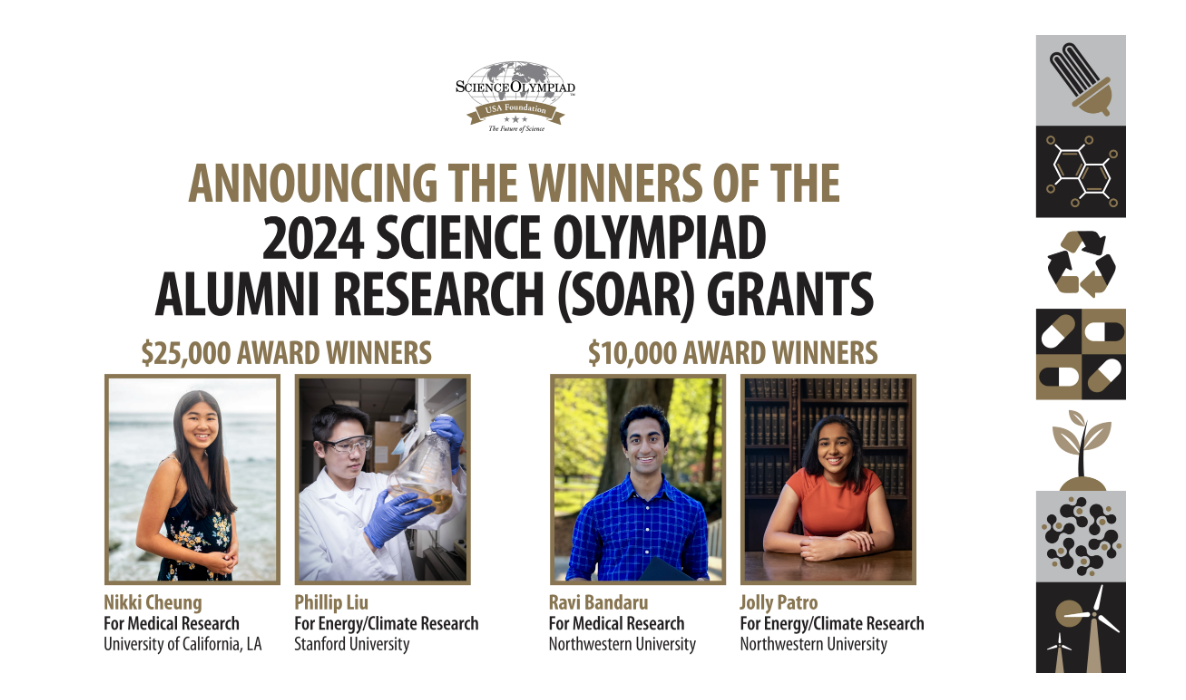 SCIENCE OLYMPIAD
USA Foundation
The Future of Science
ANNOUNCING THE WINNERS OF THE
2024 SCIENCE OLYMPIAD
ALUMNI RESEARCH (SOAR) GRANTS
$25,000 AWARD WINNERS
$10,000 AWARD WINNERS
Nikki Cheung
For Medical Research
University of California, LA
Phillip Liu
For Energy/Climate Research
Stanford University
Ravi Bandaru
For Medical Research
Northwestern University
Jolly Patro
For Energy/Climate Research
Northwestern University